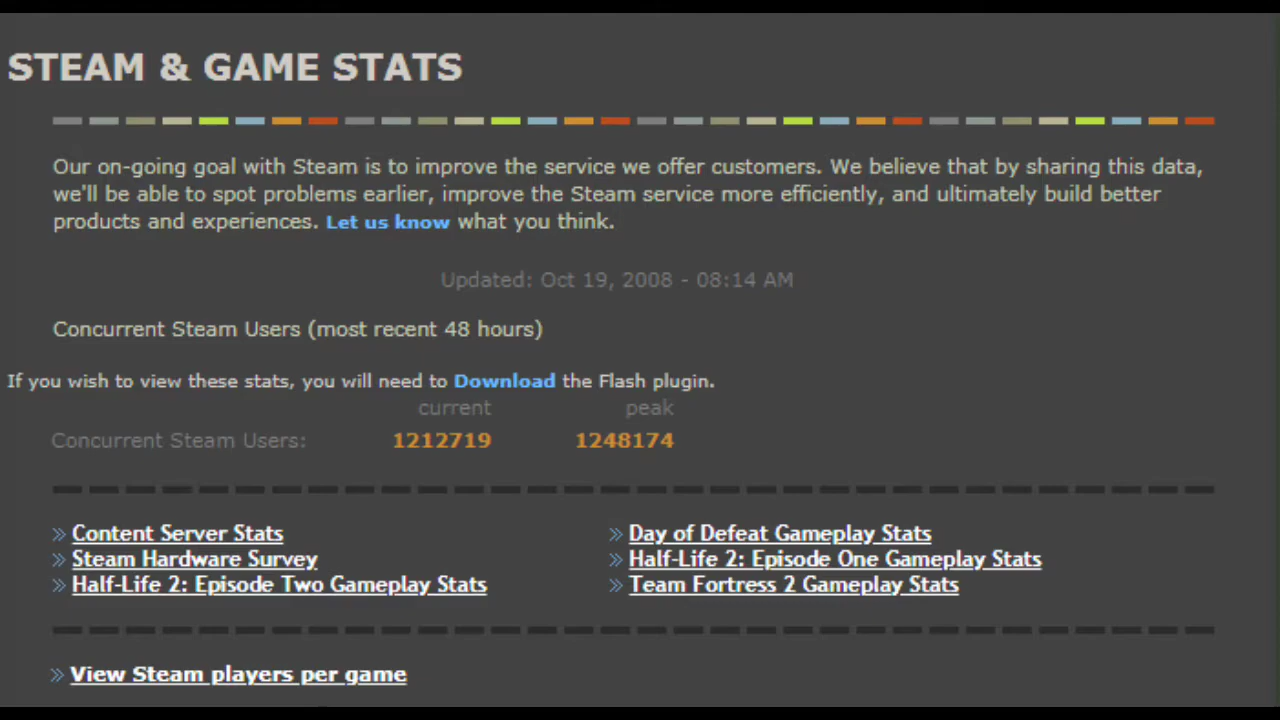 STEAM & GAME STATS
Our on-going goal with Steam is to improve the service we offer customers. We believe that by sharing this data,
we'll be able to spot problems earlier, improve the Steam service more efficiently, and ultimately build better
products and experiences. Let us know what you think.
Updated: Oct 19, 2008 - 08:14 AM
Concurrent Steam Users (most recent 48 hours)
If you wish to view these stats, you will need to Download the Flash plugin.
current peak
Concurrent Steam Users: 1212719 1248174
» Content Server Stats » Day of Defeat Gameplay Stats
» Steam Hardware Survey » Half-Life 2: Episode One Gameplay Stats
» Half-Life 2: Episode Two Gameplay Stats » Team Fortress 2 Gameplay Stats
» View Steam players per game